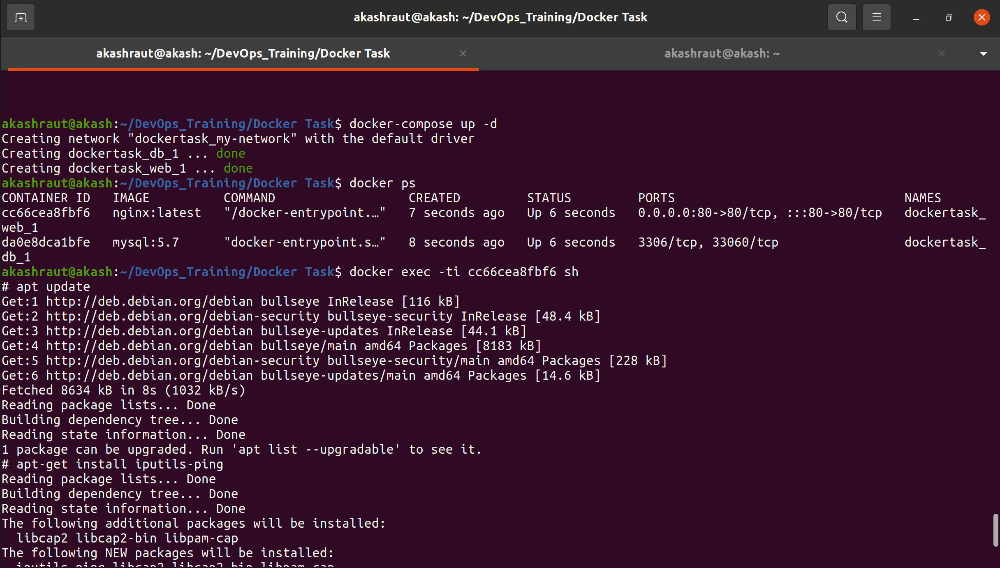 akashraut@akash: ~/DevOps_Training/Docker Task
akashraut@akash: ~/DevOps_Training/Docker Task
akashraut@akash: ~
akashraut@akash:~/DevOps_Training/Docker Task$ docker-compose up -d
Creating network "dockertask_my-network" with the default driver
Creating dockertask_db_1 ... done
Creating dockertask_web_1 ... done
akashraut@akash:~/DevOps_Training/Docker Task$ docker ps
CONTAINER ID   IMAGE          COMMAND                  CREATED         STATUS         PORTS                               NAMES
cc66cea8fbf6   nginx:latest   "/docker-entrypoint.…"   7 seconds ago   Up 6 seconds   0.0.0.0:80->80/tcp, :::80->80/tcp   dockertask_
web_1
da0e8dca1bfe   mysql:5.7      "docker-entrypoint.s…"   8 seconds ago   Up 6 seconds   3306/tcp, 33060/tcp                 dockertask_
db_1
akashraut@akash:~/DevOps_Training/Docker Task$ docker exec -ti cc66cea8fbf6 sh
# apt update
Get:1 http://deb.debian.org/debian bullseye InRelease [116 kB]
Get:2 http://deb.debian.org/debian-security bullseye-security InRelease [48.4 kB]
Get:3 http://deb.debian.org/debian bullseye-updates InRelease [44.1 kB]
Get:4 http://deb.debian.org/debian bullseye/main amd64 Packages [8183 kB]
Get:5 http://deb.debian.org/debian-security bullseye-security/main amd64 Packages [228 kB]
Get:6 http://deb.debian.org/debian bullseye-updates/main amd64 Packages [14.6 kB]
Fetched 8634 kB in 8s (1032 kB/s)
Reading package lists... Done
Building dependency tree... Done
Reading state information... Done
1 package can be upgraded. Run 'apt list --upgradable' to see it.
# apt-get install iputils-ping
Reading package lists... Done
Building dependency tree... Done
Reading state information... Done
The following additional packages will be installed:
  libcap2 libcap2-bin libpam-cap
The following NEW packages will be installed:
  iputils-ping libcap2 libcap2-bin libpam-cap